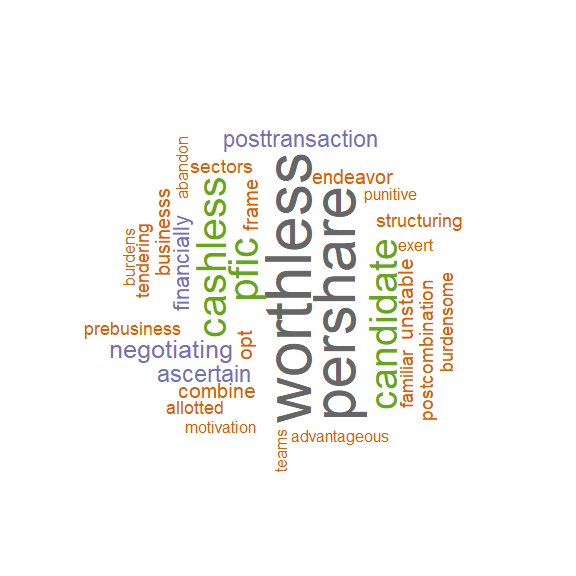 posttransaction
worthless
pershare
candidate
cashless
pfic
negotiating
ascertain
financially
sectors
endeavor
punitive
structuring
exert
abandon
frame
businesss
tendering
burdens
prebusiness
opt
combine
allotted
motivation
teams
advantageous
familiar
unstable
postcombination
burdensome